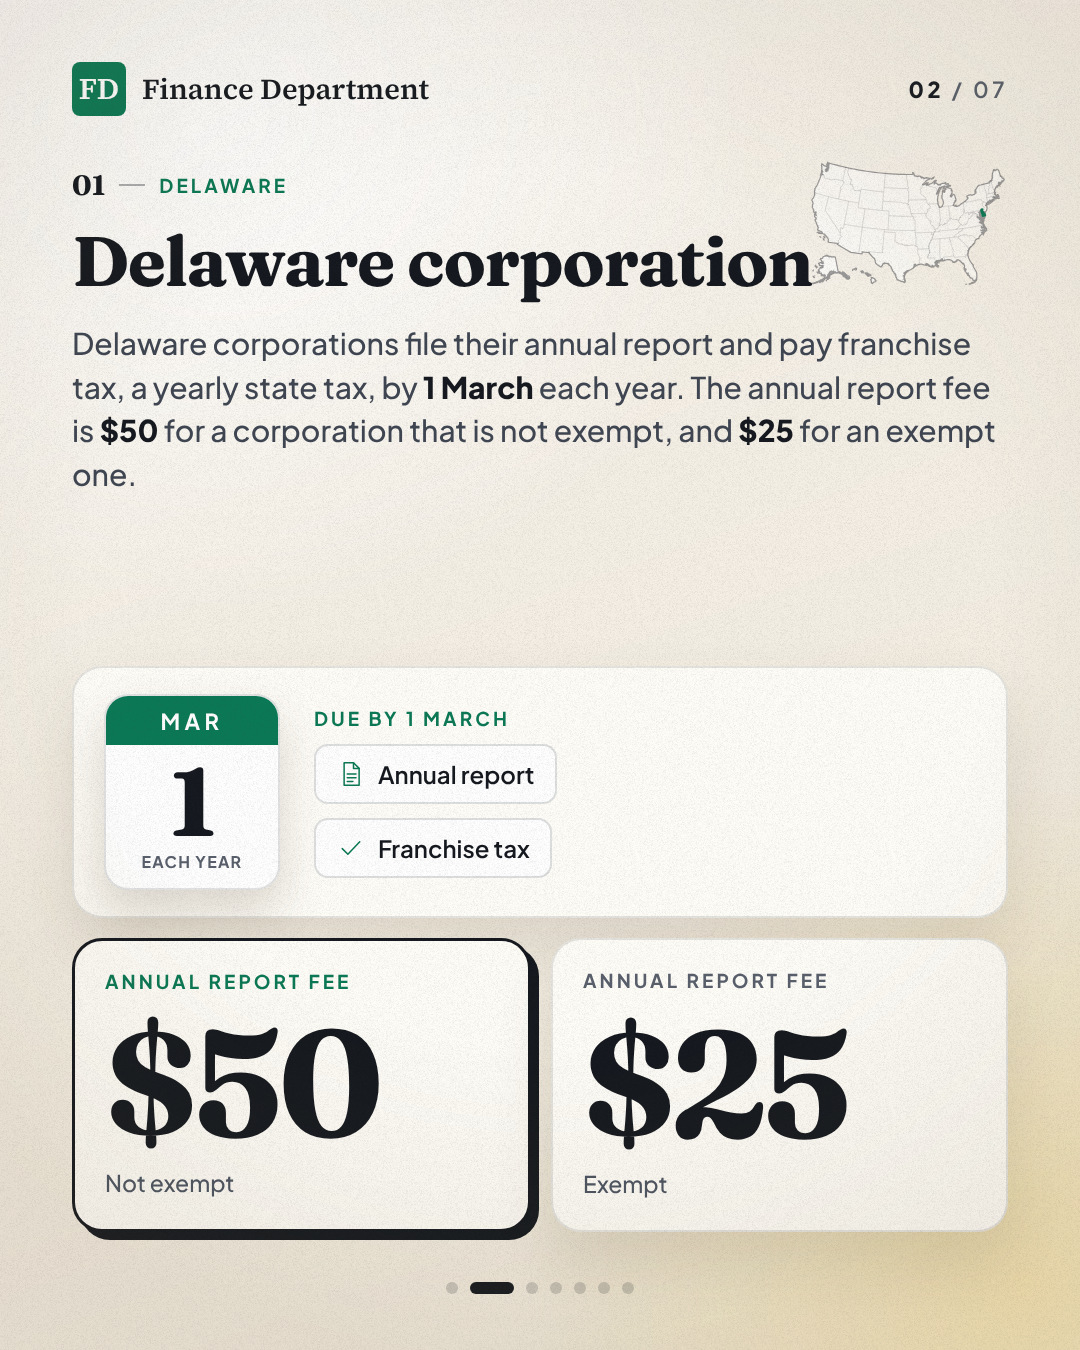 FD Finance Department
02 / 07
01 — DELAWARE
Delaware corporation
Delaware corporations file their annual report and pay franchise
tax, a yearly state tax, by 1 March each year. The annual report fee
is $50 for a corporation that is not exempt, and $25 for an exempt
one.
MAR
1
EACH YEAR
DUE BY 1 MARCH
Annual report
Franchise tax
ANNUAL REPORT FEE
$50
Not exempt
ANNUAL REPORT FEE
$25
Exempt